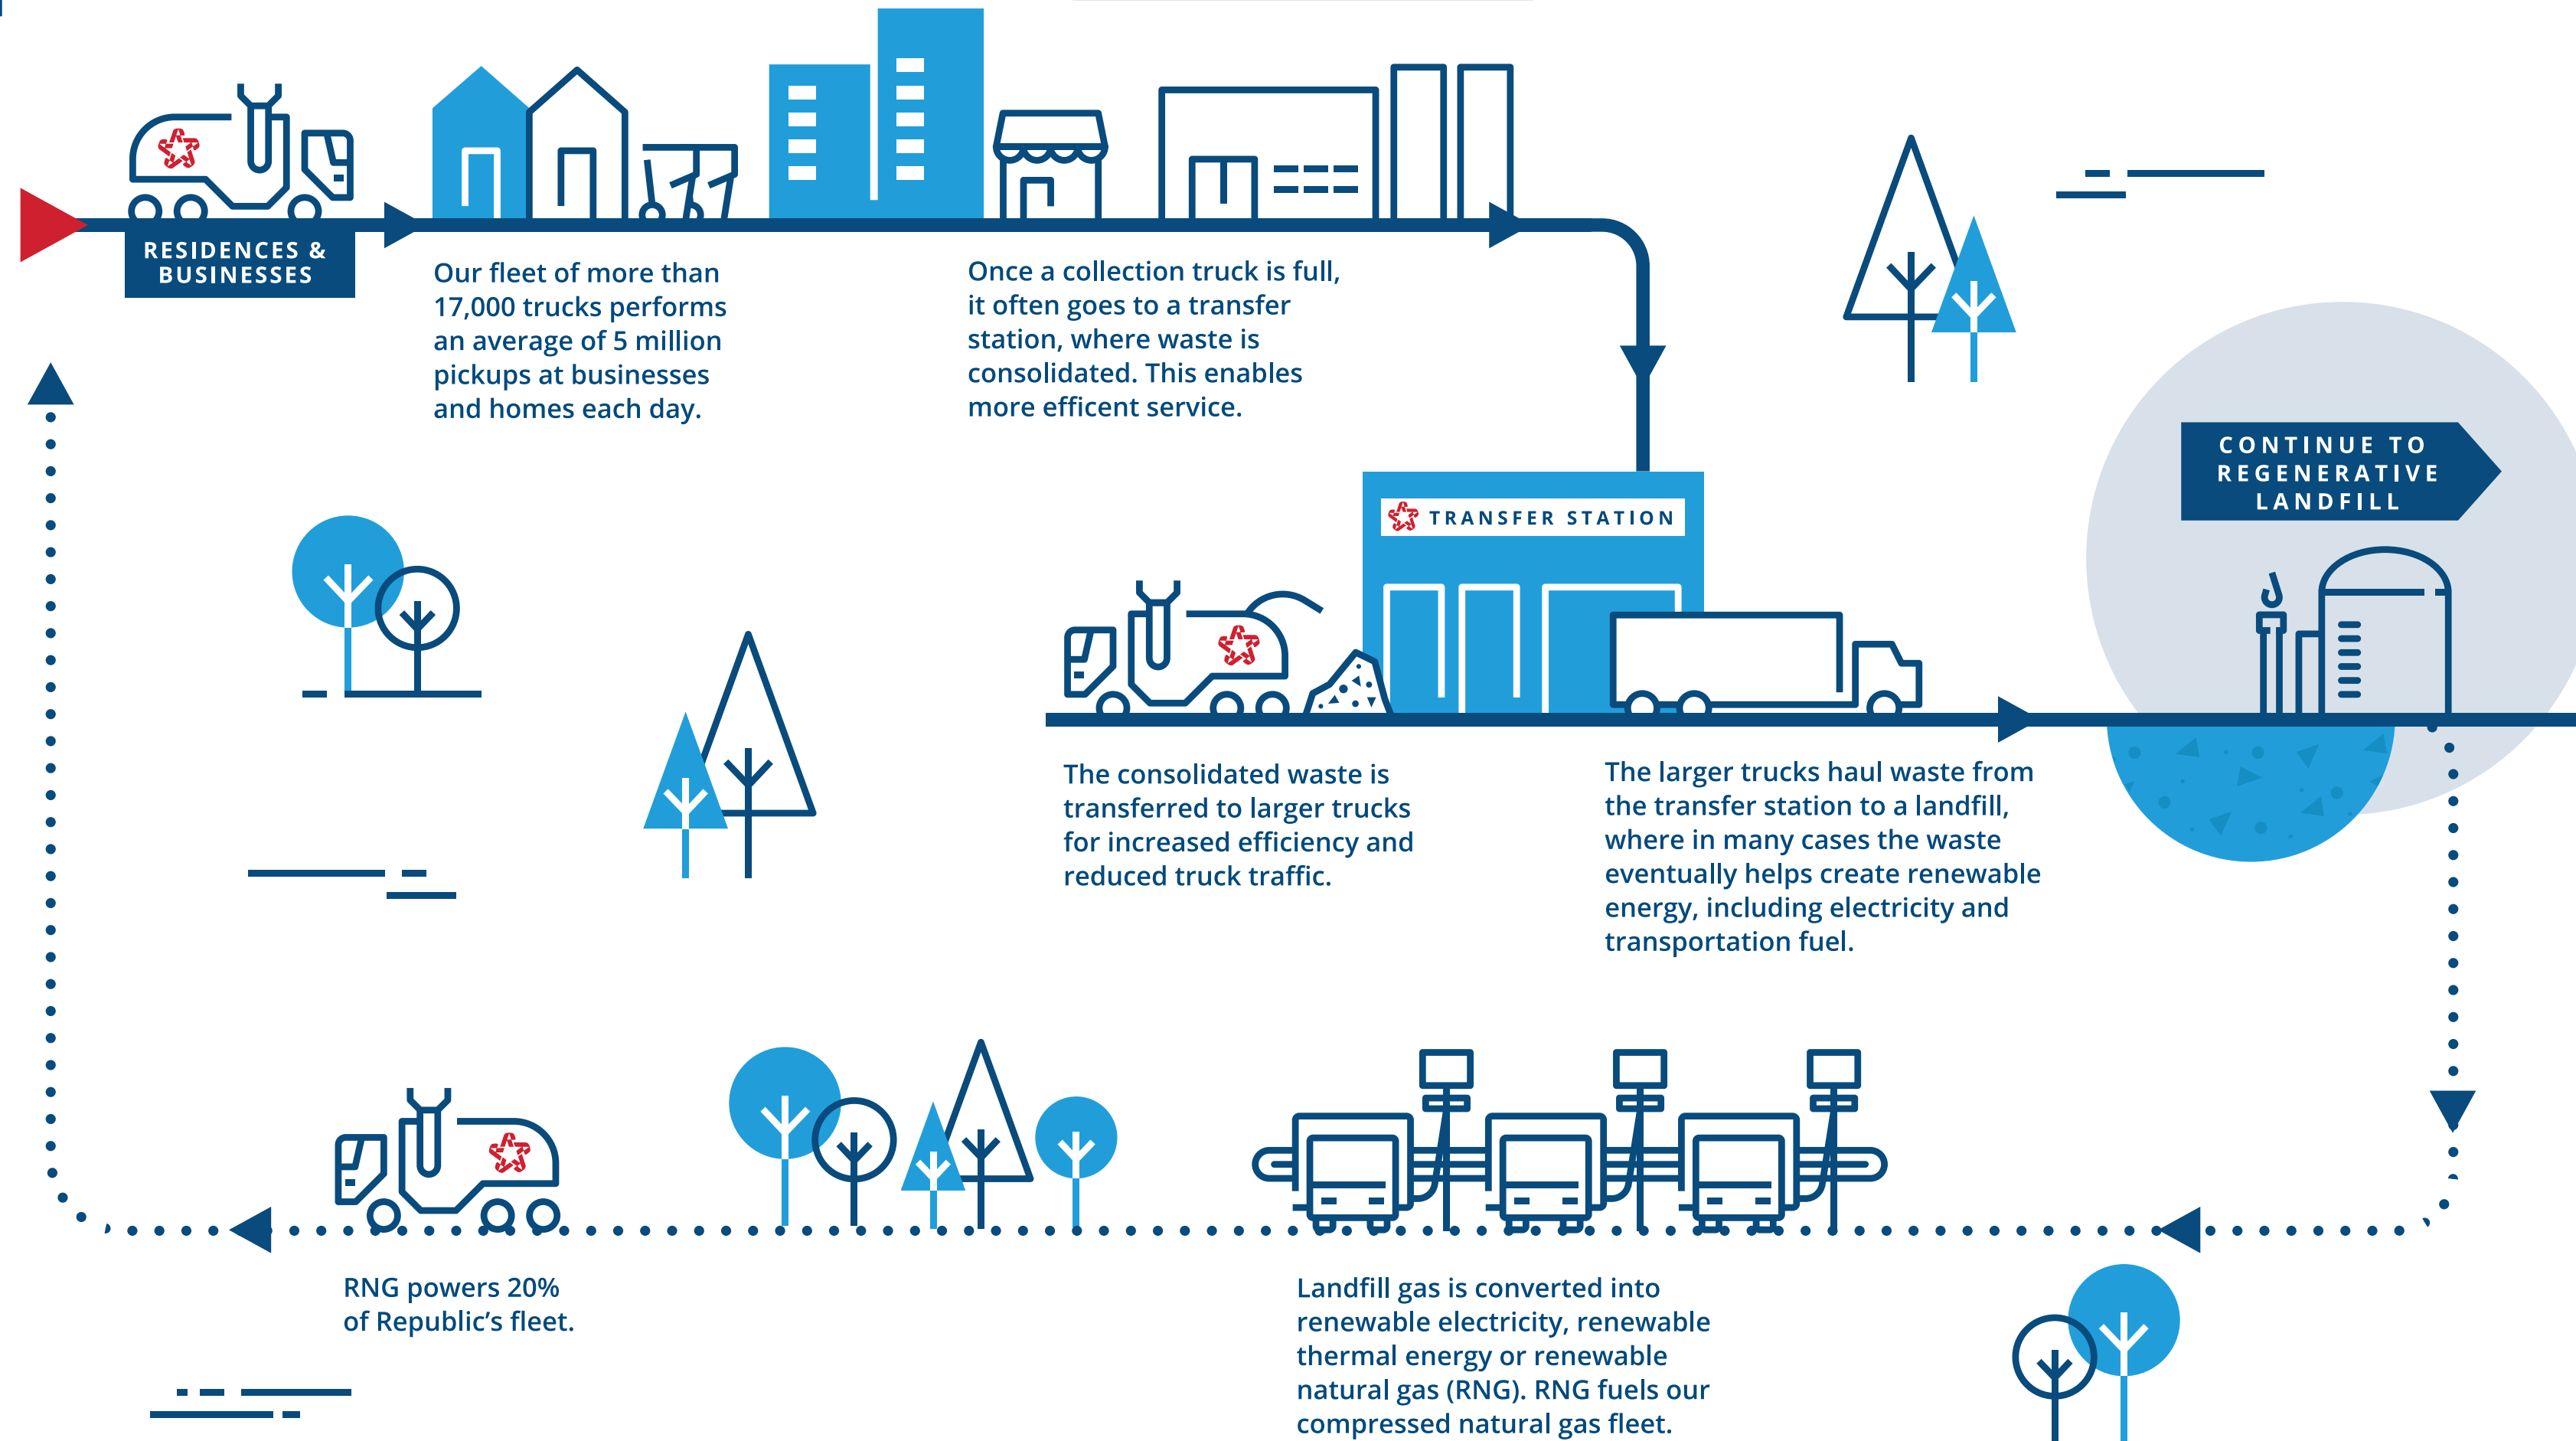 RESIDENCES &
BUSINESSES
Our fleet of more than
17,000 trucks performs
an average of 5 million
pickups at businesses
and homes each day.
Once a collection truck is full,
it often goes to a transfer
station, where waste is
consolidated. This enables
more efficent service.
CONTINUE TO
REGENERATIVE
LANDFILL
TRANSFER STATION
The consolidated waste is
transferred to larger trucks
for increased efficiency and
reduced truck traffic.
The larger trucks haul waste from
the transfer station to a landfill,
where in many cases the waste
eventually helps create renewable
energy, including electricity and
transportation fuel.
RNG powers 20%
of Republic’s fleet.
Landfill gas is converted into
renewable electricity, renewable
thermal energy or renewable
natural gas (RNG). RNG fuels our
compressed natural gas fleet.